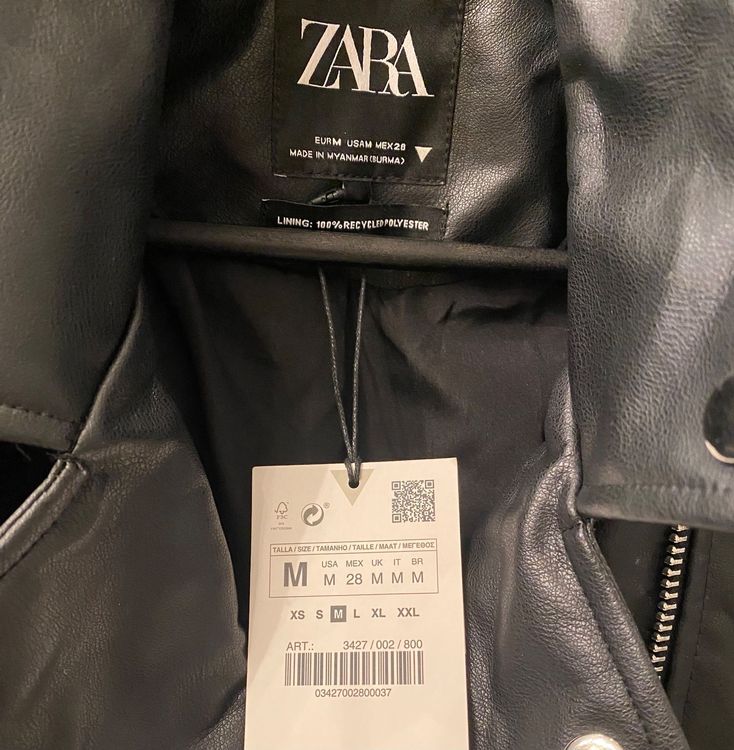 ZARA
EUR M USA M MEX 28
MADE IN MYANMAR (BURMA)
LINING: 100% RECYCLED POLYESTER
FSC
TALLA / SIZE / TAMANHO / TAILLE / MAAT / ΜΕΓΕΘΟΣ
M USA MEX UK IT BR
M 28 M M M
XS S M L XL XXL
ART.: 3427 / 002 / 800
03427002800037